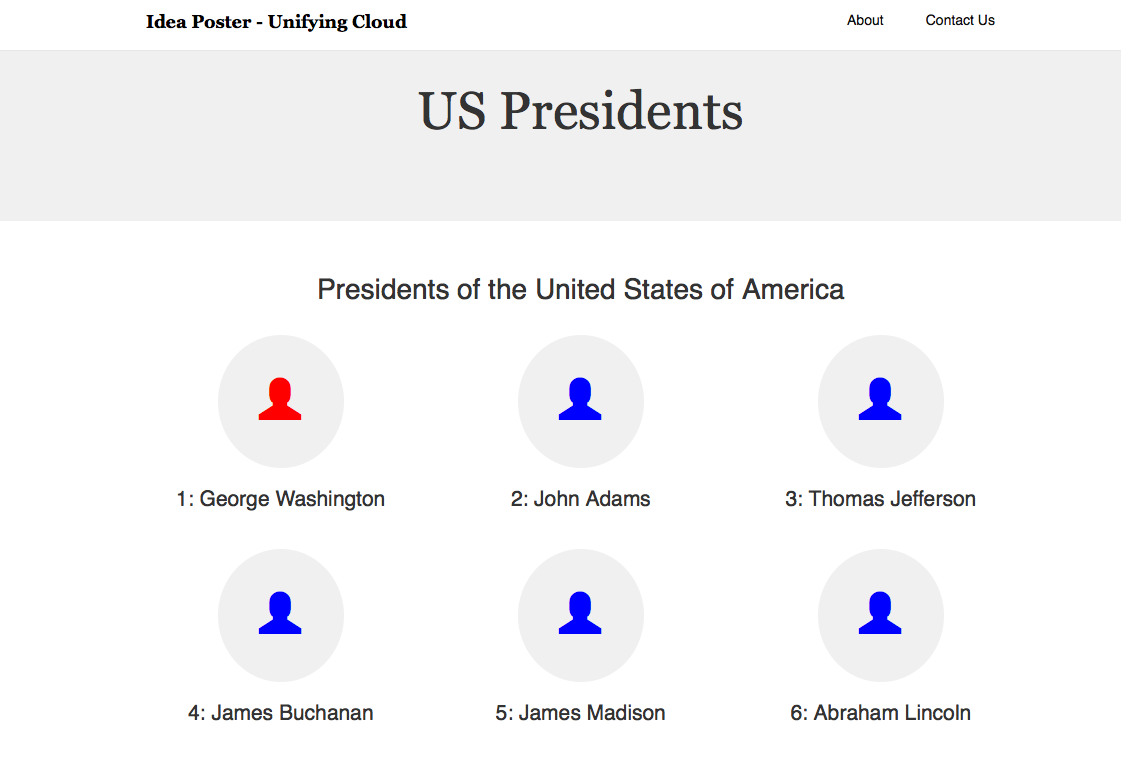 Idea Poster - Unifying Cloud
About
Contact Us
US Presidents
Presidents of the United States of America
1: George Washington
2: John Adams
3: Thomas Jefferson
4: James Buchanan
5: James Madison
6: Abraham Lincoln